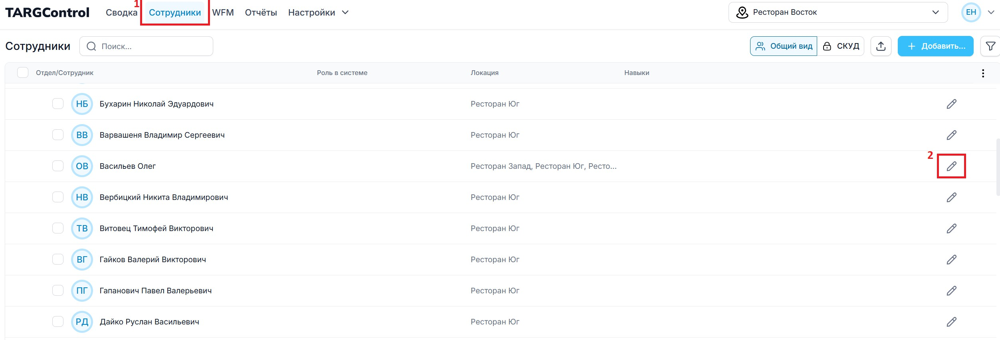 TARGControl Сводка 1 Сотрудники WFM Отчёты Настройки Ресторан Восток ЕН
Сотрудники Поиск... Общий вид СКУД + Добавить...
Отдел/Сотрудник Роль в системе Локация Навыки
НБ Бухарин Николай Эдуардович Ресторан Юг
ВВ Варвашеня Владимир Сергеевич Ресторан Юг
ОВ Васильев Олег Ресторан Запад, Ресторан Юг, Ресто... 2
НВ Вербицкий Никита Владимирович Ресторан Юг
ТВ Витовец Тимофей Викторович Ресторан Юг
ВГ Гайков Валерий Викторович Ресторан Юг
ПГ Гапанович Павел Валерьевич Ресторан Юг
РД Дайко Руслан Васильевич Ресторан Юг